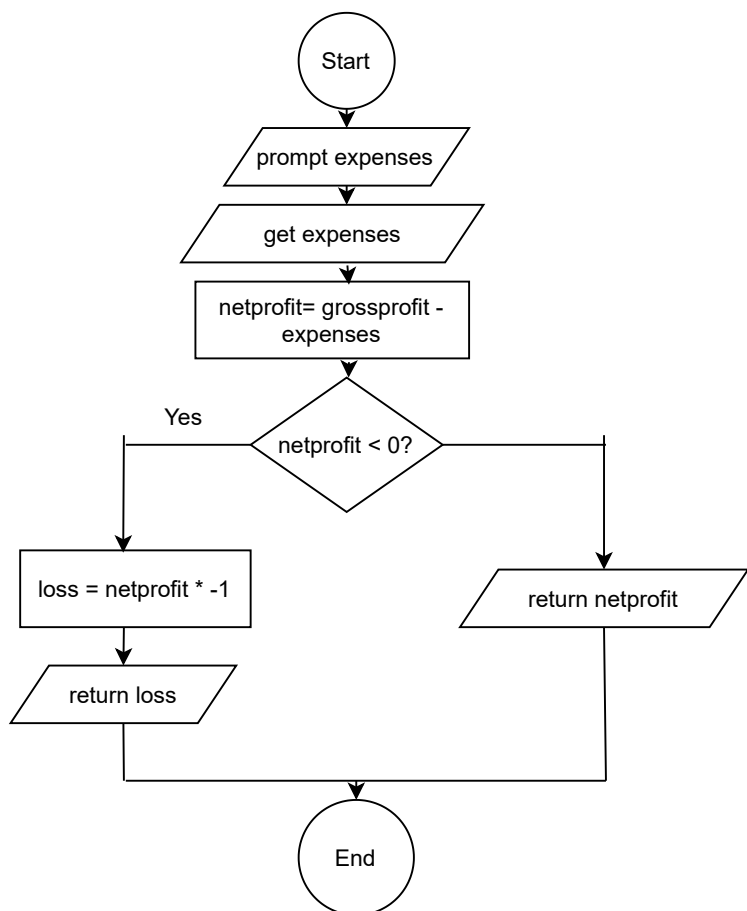 Start
prompt expenses
get expenses
netprofit= grossprofit -
expenses
Yes
netprofit < 0?
loss = netprofit * -1
return netprofit
return loss
End